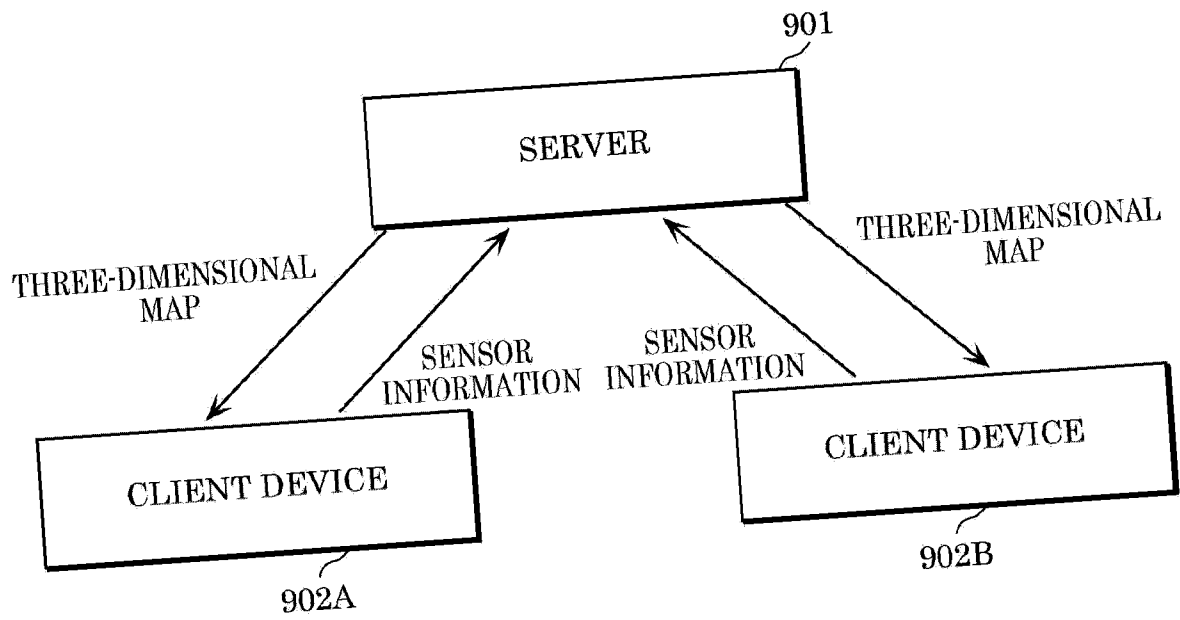 901
SERVER
THREE-DIMENSIONAL
MAP
THREE-DIMENSIONAL
MAP
SENSOR
INFORMATION
SENSOR
INFORMATION
CLIENT DEVICE
CLIENT DEVICE
902A
902B